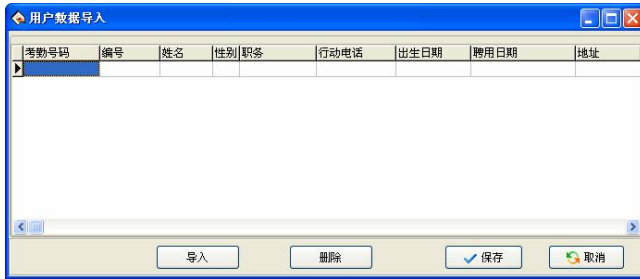 用户数据导入
考勤号码 编号 姓名 性别 职务 行动电话 出生日期 聘用日期 地址
导入 删除 保存 取消